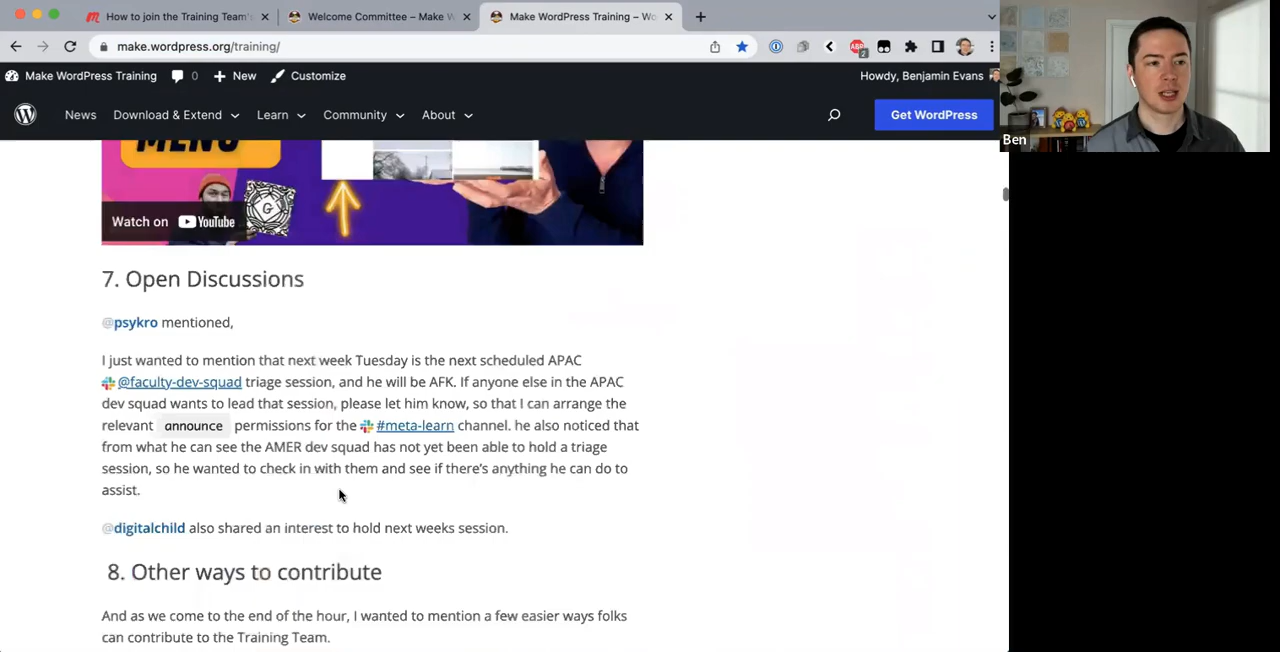 How to join the Training Team'
Welcome Committee – Make W
Make WordPress Training – Wo
make.wordpress.org/training/
ABP
2
Make WordPress Training 0 New Customize
Howdy, Benjamin Evans
News Download & Extend Learn Community About
Get WordPress
Ben
MENU
Watch on YouTube
7. Open Discussions
@psykro mentioned,
I just wanted to mention that next week Tuesday is the next scheduled APAC
@faculty-dev-squad triage session, and he will be AFK. If anyone else in the APAC
dev squad wants to lead that session, please let him know, so that I can arrange the
relevant announce permissions for the #meta-learn channel. he also noticed that
from what he can see the AMER dev squad has not yet been able to hold a triage
session, so he wanted to check in with them and see if there's anything he can do to
assist.
@digitalchild also shared an interest to hold next weeks session.
8. Other ways to contribute
And as we come to the end of the hour, I wanted to mention a few easier ways folks
can contribute to the Training Team.